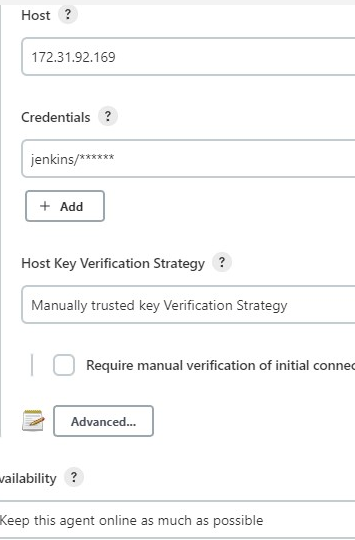 Host ?
172.31.92.169
Credentials ?
jenkins/******
+ Add
Host Key Verification Strategy ?
Manually trusted key Verification Strategy
Require manual verification of initial connec
Advanced...
vailability ?
Keep this agent online as much as possible